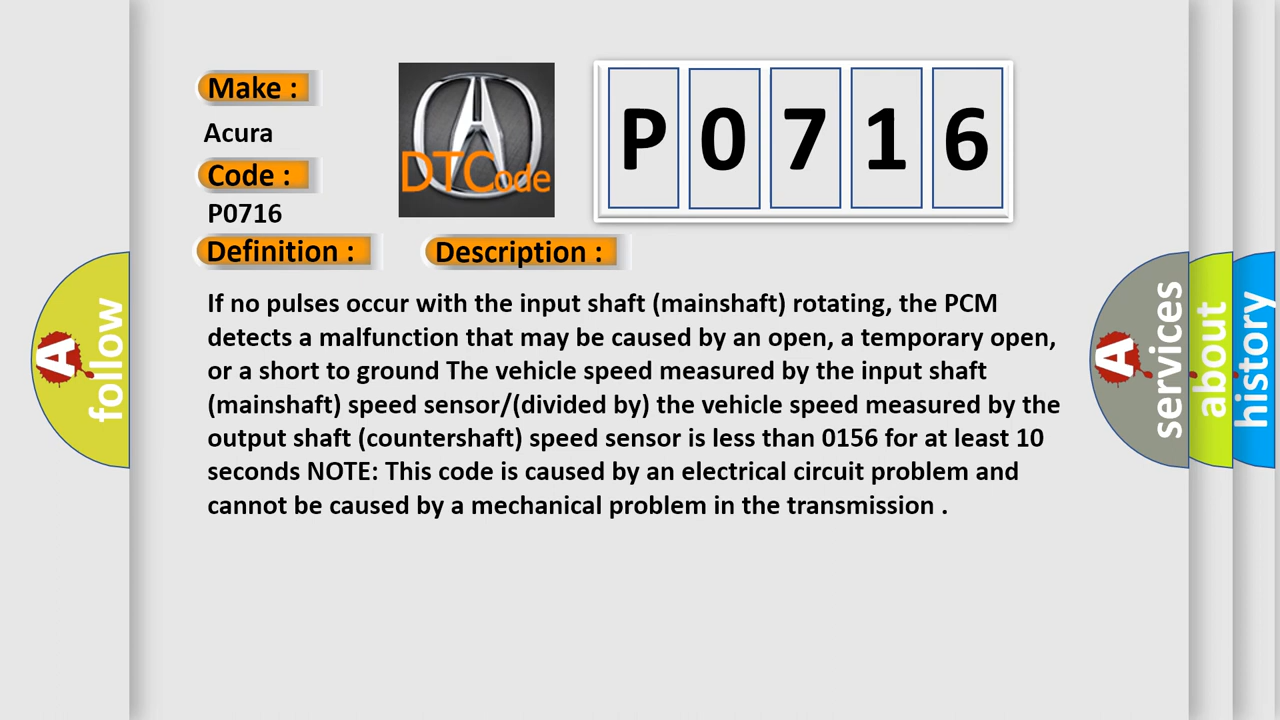 Make :
Acura
Code :
P0716
DTCode
P0716
Definition :
Description :
If no pulses occur with the input shaft (mainshaft) rotating, the PCM
detects a malfunction that may be caused by an open, a temporary open,
or a short to ground The vehicle speed measured by the input shaft
(mainshaft) speed sensor/(divided by) the vehicle speed measured by the
output shaft (countershaft) speed sensor is less than 0156 for at least 10
seconds NOTE: This code is caused by an electrical circuit problem and
cannot be caused by a mechanical problem in the transmission .
A
follow
A
services
about
history